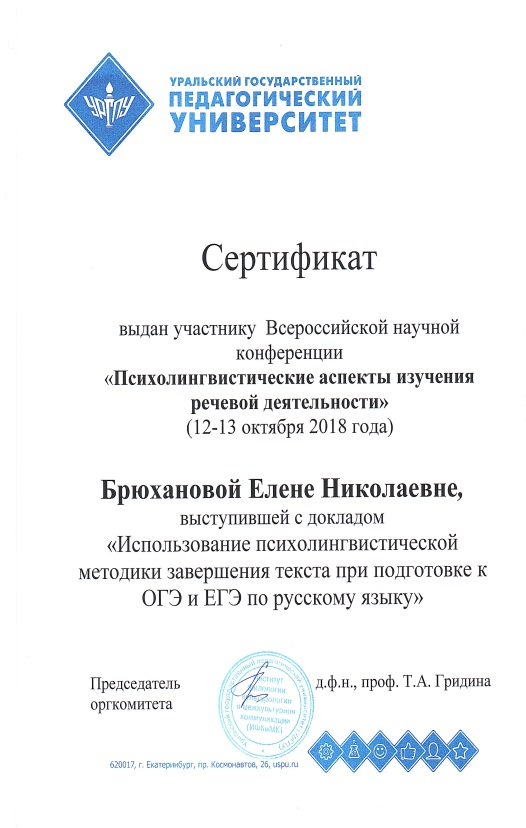 УрГПУ
УРАЛЬСКИЙ ГОСУДАРСТВЕННЫЙ
ПЕДАГОГИЧЕСКИЙ
УНИВЕРСИТЕТ
Сертификат
выдан участнику Всероссийской научной
конференции
«Психолингвистические аспекты изучения
речевой деятельности»
(12-13 октября 2018 года)
Брюхановой Елене Николаевне,
выступившей с докладом
«Использование психолингвистической
методики завершения текста при подготовке к
ОГЭ и ЕГЭ по русскому языку»
Председатель
оргкомитета
д.ф.н., проф. Т.А. Гридина
коммуникации
620017, г. Екатеринбург, пр. Космонавтов, 26, uspu.ru